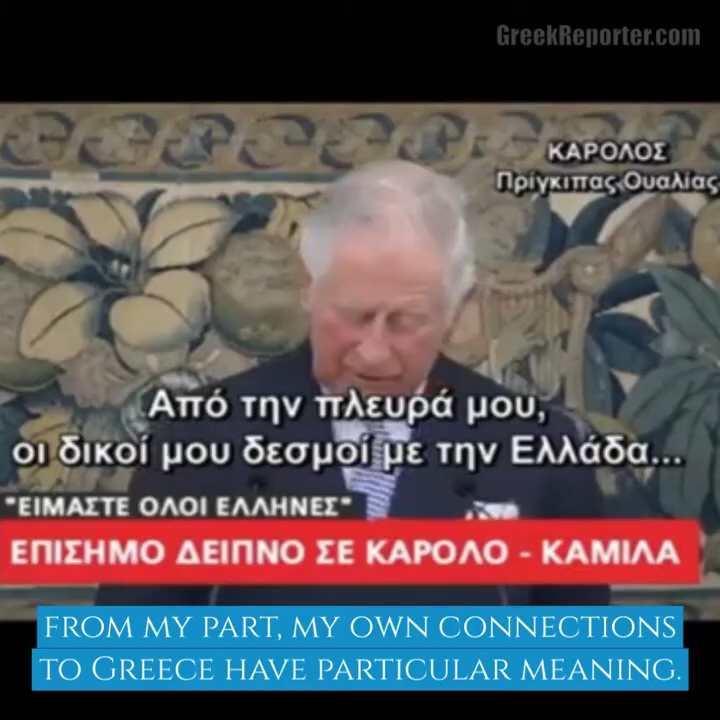 GreekReporter.com
ΚΑΡΟΛΟΣ
Πρίγκιπας Ουαλίας
Από την πλευρά μου,
οι δικοί μου δεσμοί με την Ελλάδα...
"ΕΙΜΑΣΤΕ ΟΛΟΙ ΕΛΛΗΝΕΣ"
ΕΠΙΣΗΜΟ ΔΕΙΠΝΟ ΣΕ ΚΑΡΟΛΟ - ΚΑΜΙΛΑ
FROM MY PART, MY OWN CONNECTIONS
TO GREECE HAVE PARTICULAR MEANING.